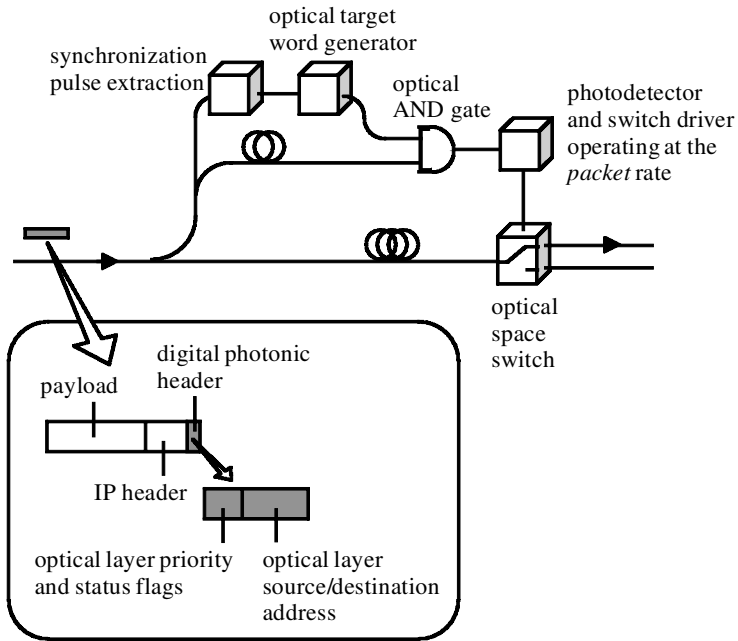 optical target
word generator
synchronization
pulse extraction
optical
AND gate
photodetector
and switch driver
operating at the
packet rate
optical
space
switch
digital photonic
header
payload
IP header
optical layer priority
and status flags
optical layer
source/destination
address